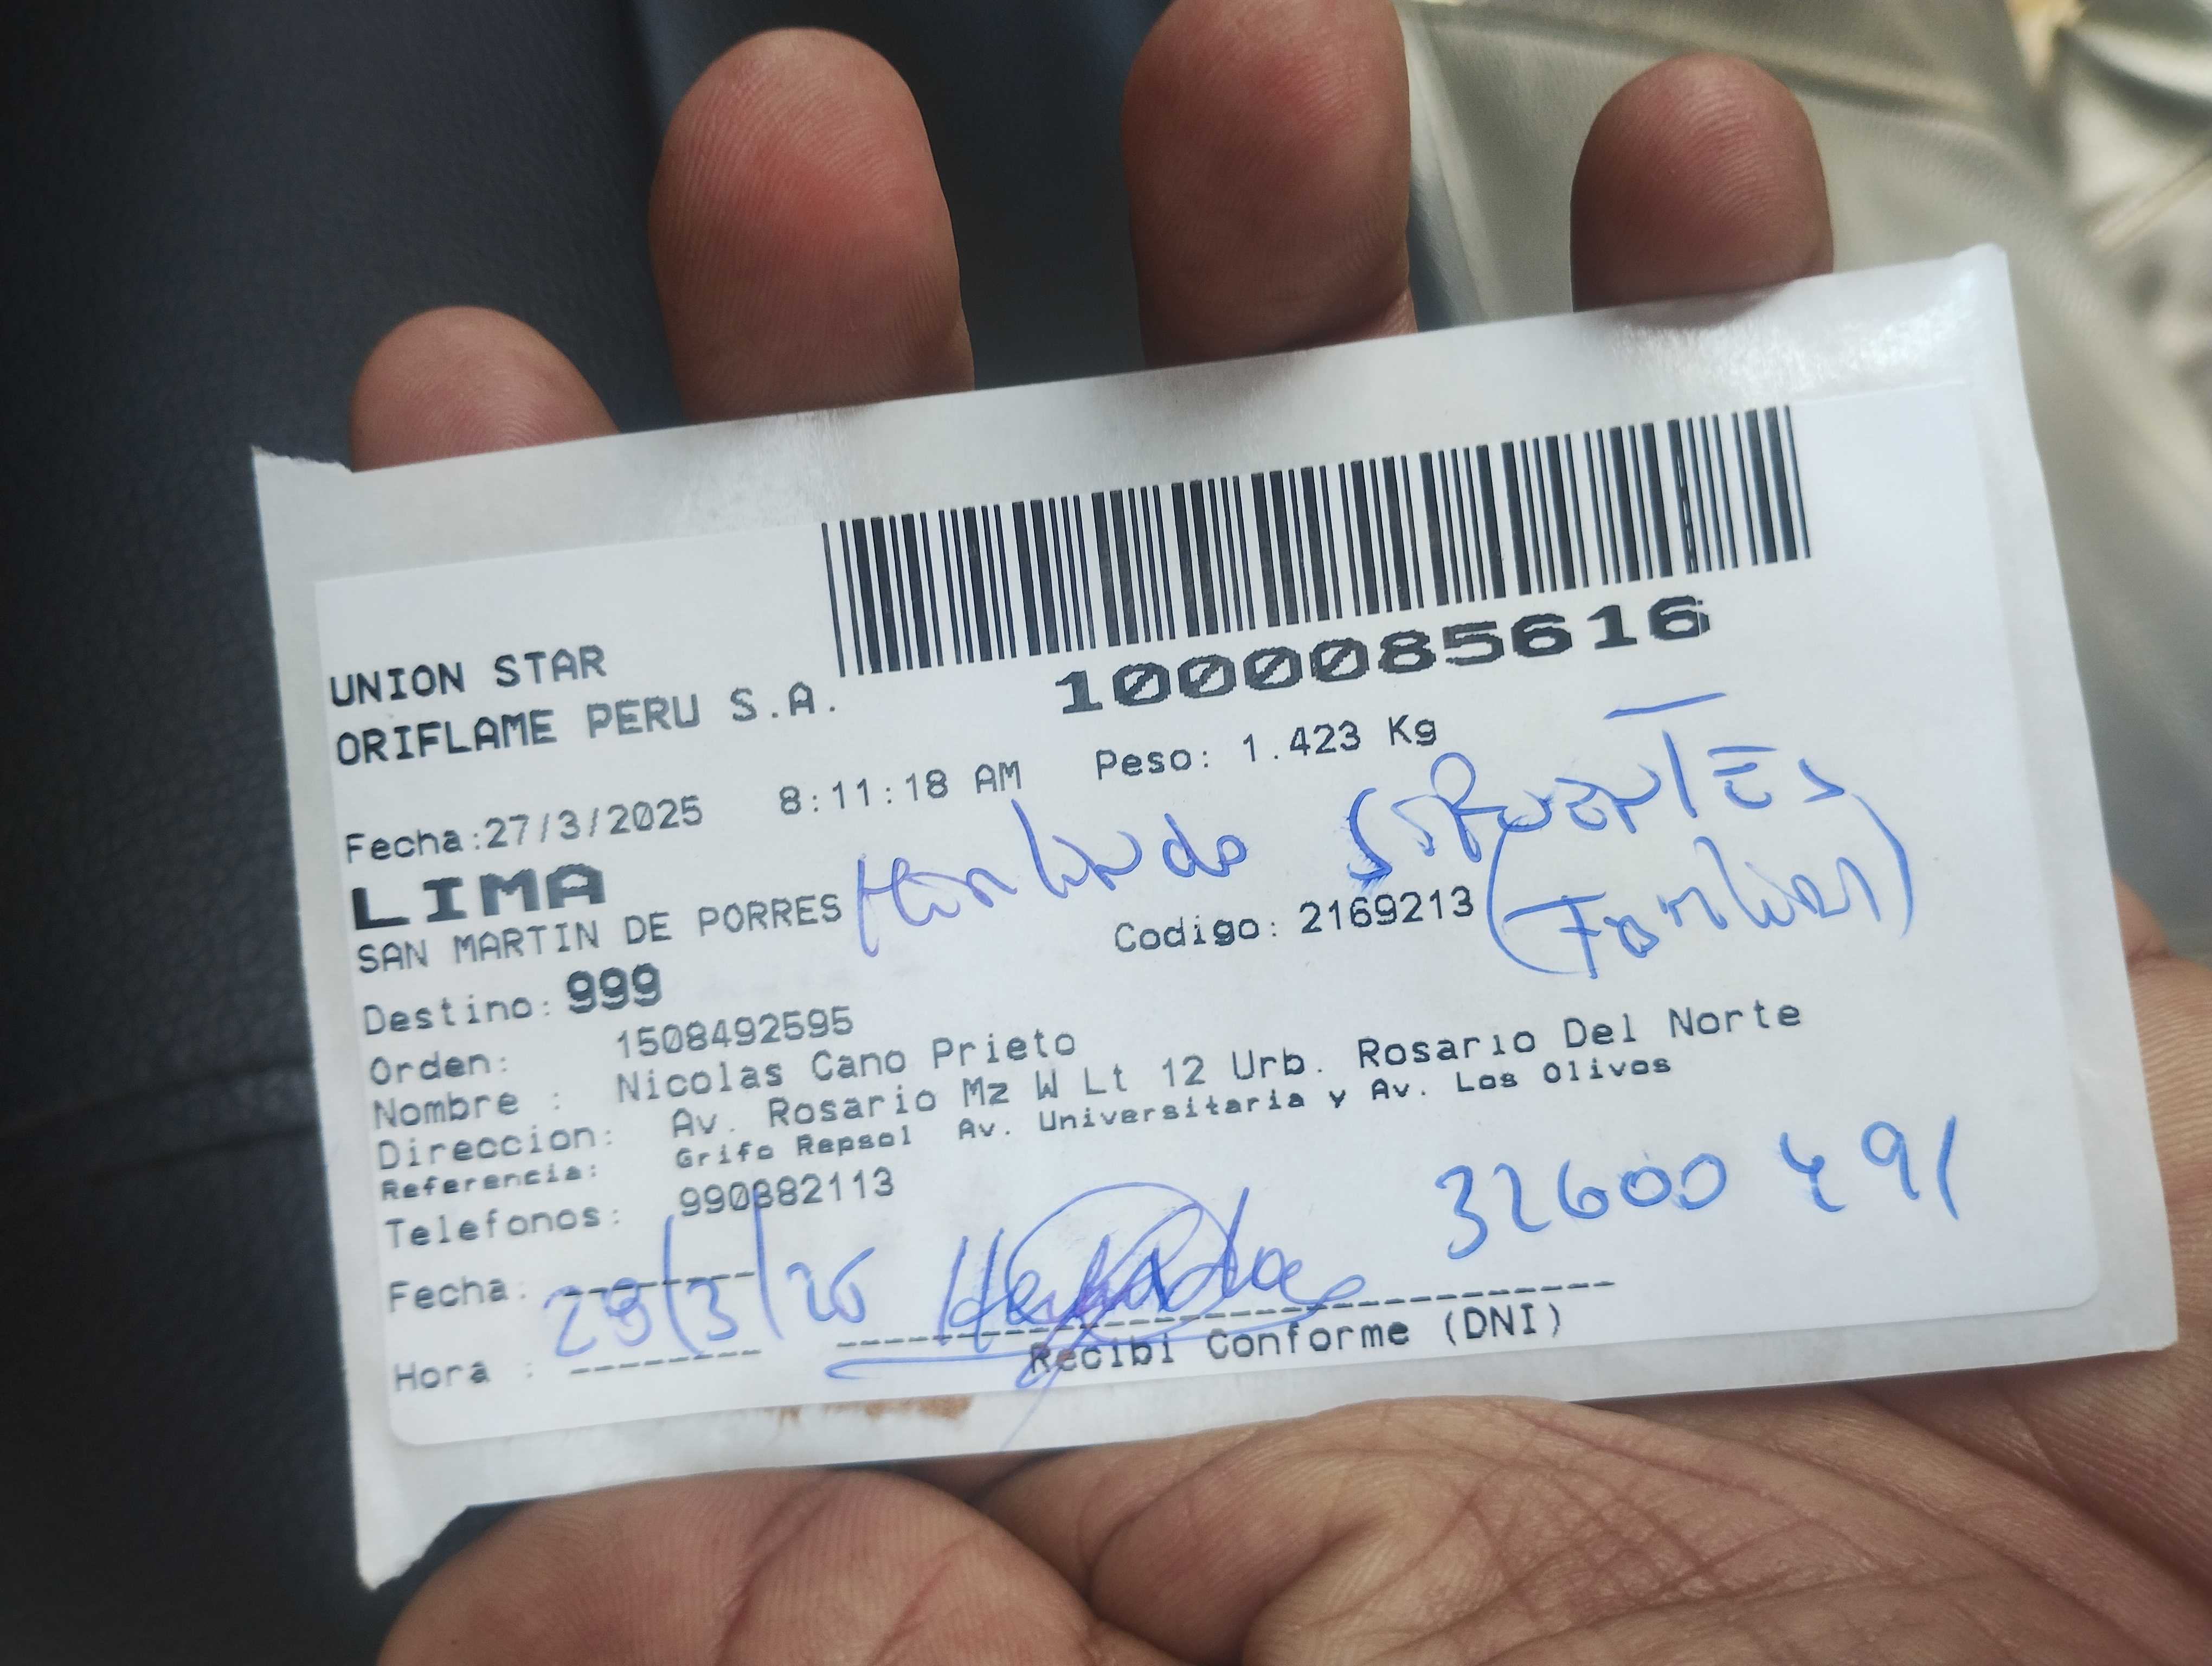 1000085616
UNION STAR
ORIFLAME PERU S.A.
Fecha:27/3/2025 8:11:18 AM Peso: 1.423 Kg
LIMA
SAN MARTIN DE PORRES Codigo: 2169213
(Familiar)
Destino: 999
Orden: 1508492595
Nombre : Nicolas Cano Prieto
Direccion: Av. Rosario Mz W Lt 12 Urb. Rosario Del Norte
Referencia: Grifo Repsol Av. Universitaria y Av. Los Olivos
Telefonos: 990882113
32600491
Fecha:
Hora :
Recibi Conforme (DNI)